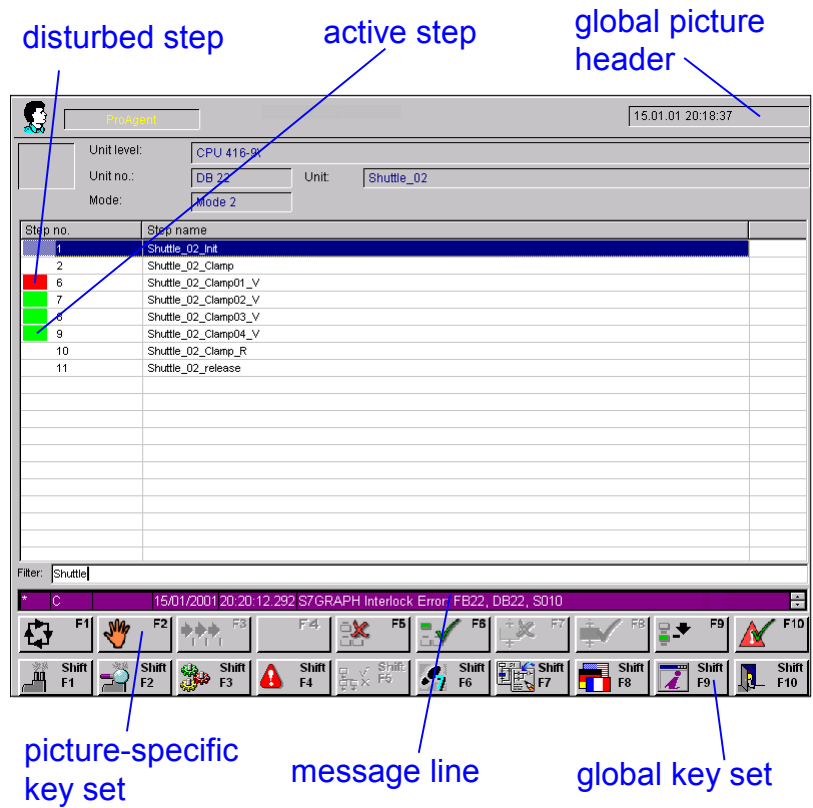 disturbed step
active step
global picture
header
ProAgent
15.01.01 20:18:37
Unit level: CPU 416-9\
Unit no.: DB 22 Unit: Shuttle_02
Mode: Mode 2
Step no. Step name
1 Shuttle_02_Init
2 Shuttle_02_Clamp
6 Shuttle_02_Clamp01_V
7 Shuttle_02_Clamp02_V
8 Shuttle_02_Clamp03_V
9 Shuttle_02_Clamp04_V
10 Shuttle_02_Clamp_R
11 Shuttle_02_release
Filter: Shuttle
* C 15/01/2001 20:20:12.292 S7GRAPH Interlock Error: FB22, DB22, S010
F1 F2 F3 F4 F5 F6 F7 F8 F9 F10
Shift Shift Shift Shift Shift Shift Shift Shift Shift Shift
F1 F2 F3 F4 F5 F6 F7 F8 F9 F10
picture-specific
key set
message line
global key set